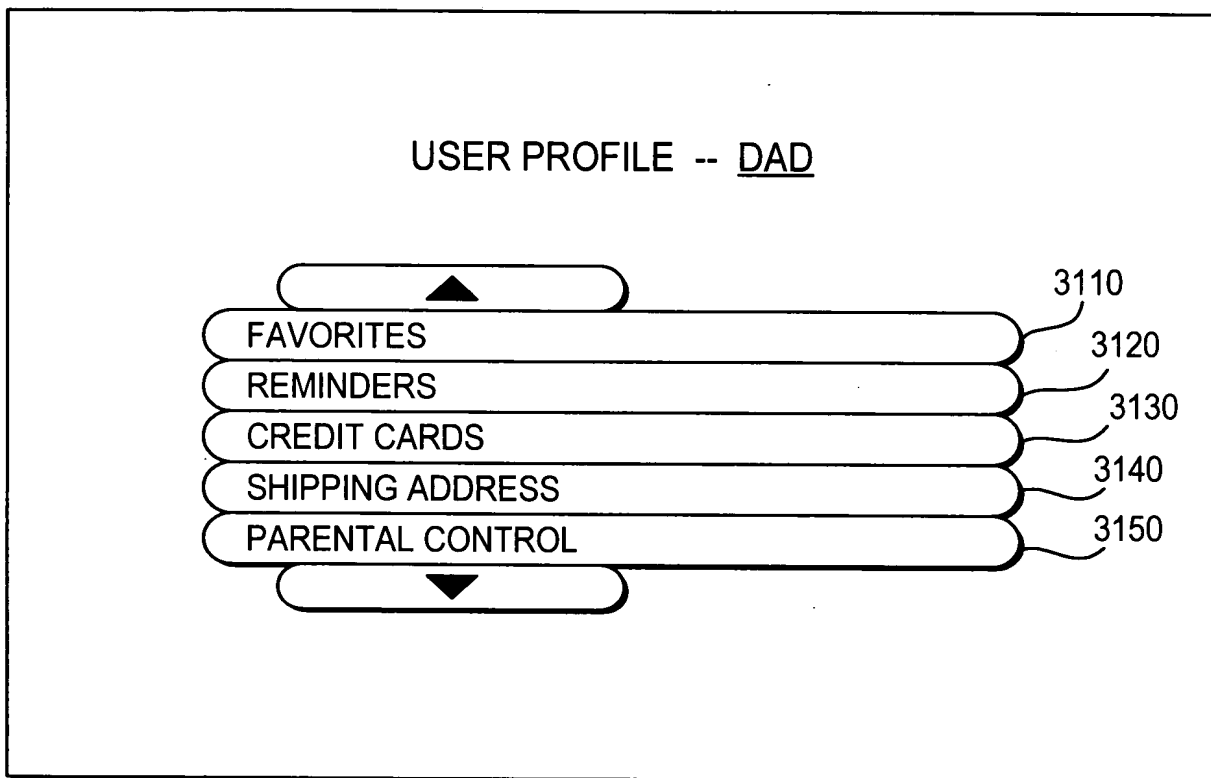 USER PROFILE -- DAD
3110
FAVORITES
3120
REMINDERS
3130
CREDIT CARDS
3140
SHIPPING ADDRESS
3150
PARENTAL CONTROL